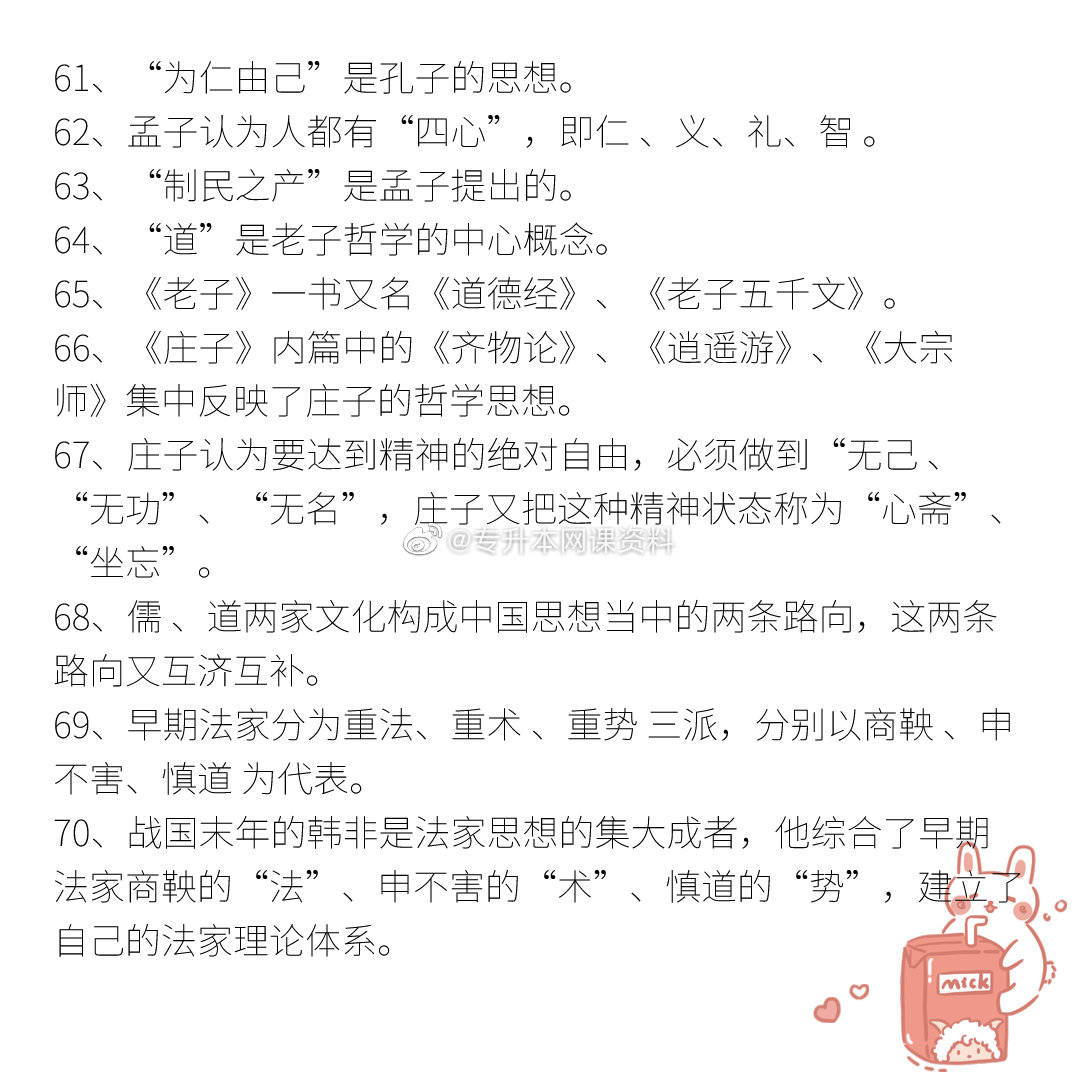 61、“为仁由己”是孔子的思想。
62、孟子认为人都有“四心”，即仁 、义、礼、智 。
63、“制民之产”是孟子提出的。
64、“道”是老子哲学的中心概念。
65、《老子》一书又名《道德经》、《老子五千文》。
66、《庄子》内篇中的《齐物论》、《逍遥游》、《大宗
师》集中反映了庄子的哲学思想。
67、庄子认为要达到精神的绝对自由，必须做到“无己 、
“无功”、“无名”，庄子又把这种精神状态称为“心斋”、
@专升本网课资料
“坐忘”。
68、儒 、道两家文化构成中国思想当中的两条路向，这两条
路向又互济互补。
69、早期法家分为重法、重术 、重势 三派，分别以商鞅 、申
不害、慎道 为代表。
70、战国末年的韩非是法家思想的集大成者，他综合了早期
法家商鞅的“法”、申不害的“术”、慎道的“势”，建立了
自己的法家理论体系。
mick